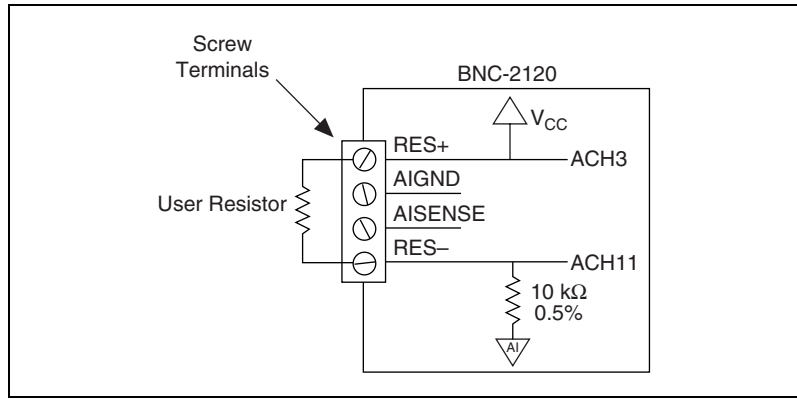 Screw
Terminals
BNC-2120
V_CC
RES+
ACH3
AIGND
User Resistor
AISENSE
RES–
ACH11
10 kΩ
0.5%
AI